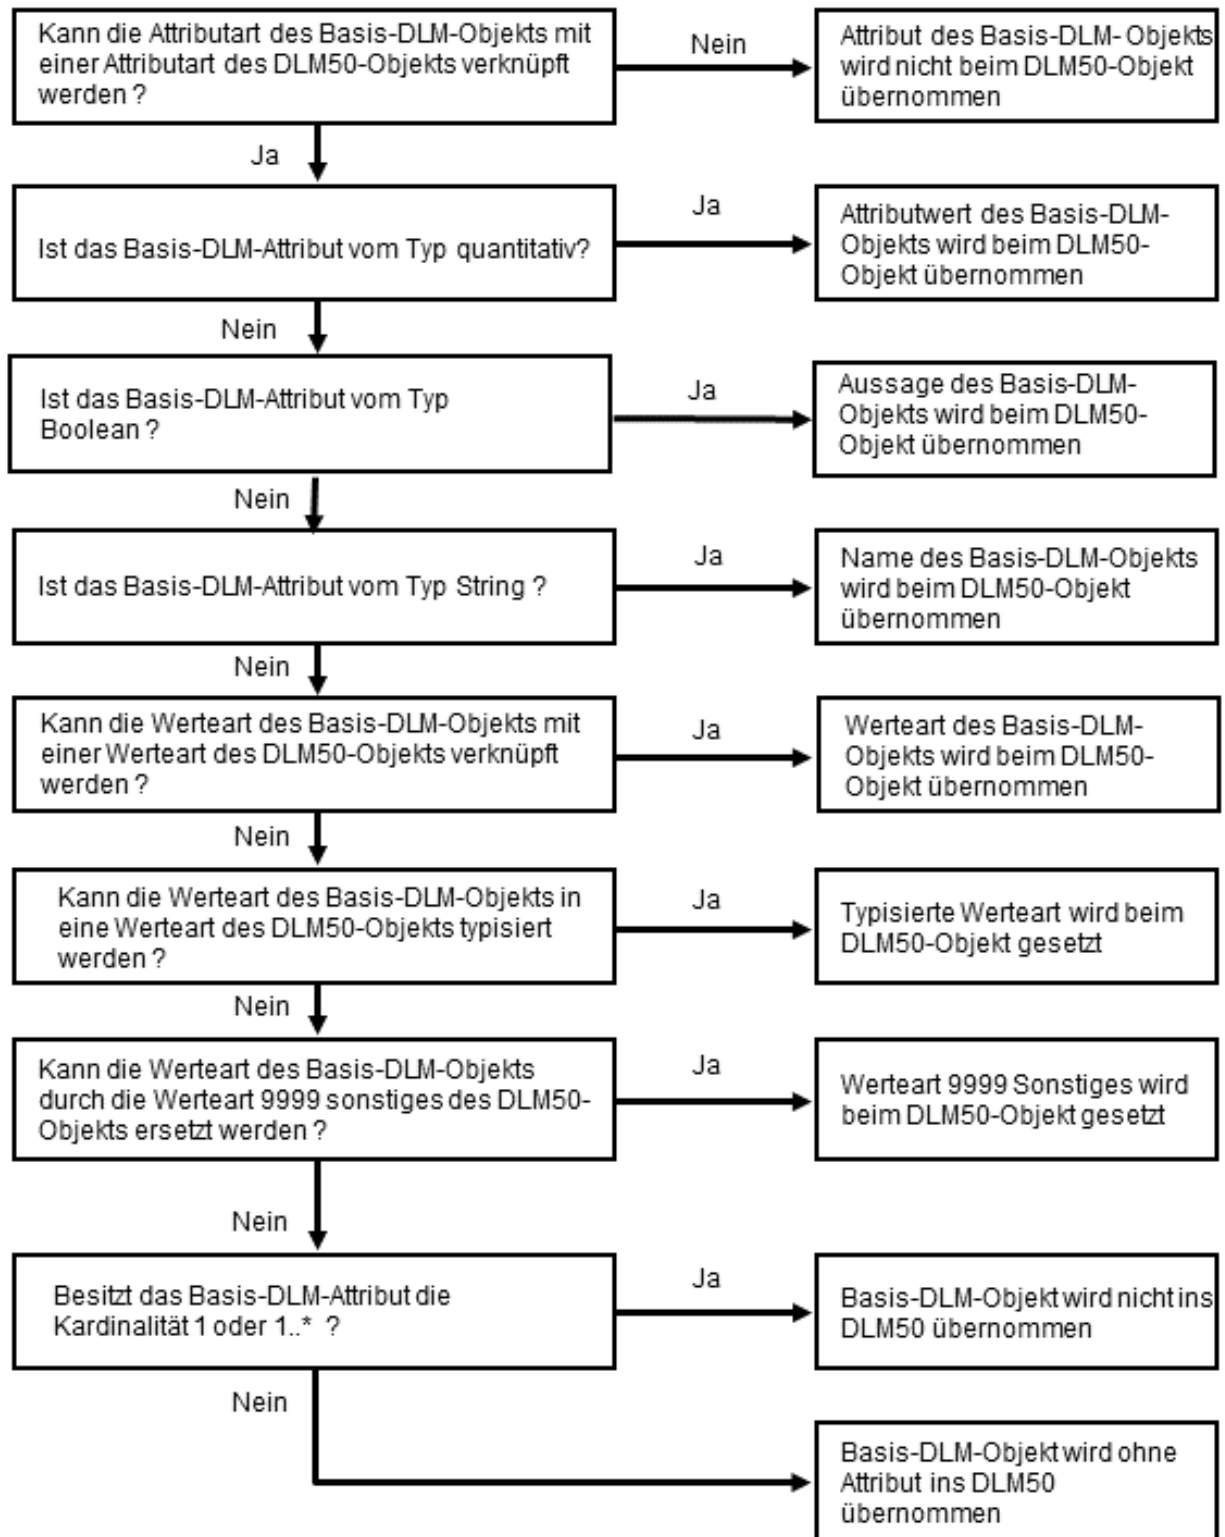 Kann die Attributart des Basis-DLM-Objekts mit
einer Attributart des DLM50-Objekts verknüpft
werden ?
Nein
Attribut des Basis-DLM- Objekts
wird nicht beim DLM50-Objekt
übernommen
Ja
Ist das Basis-DLM-Attribut vom Typ quantitativ?
Ja
Attributwert des Basis-DLM-
Objekts wird beim DLM50-
Objekt übernommen
Nein
Ist das Basis-DLM-Attribut vom Typ
Boolean ?
Ja
Aussage des Basis-DLM-
Objekts wird beim DLM50-
Objekt übernommen
Nein
Ist das Basis-DLM-Attribut vom Typ String ?
Ja
Name des Basis-DLM-Objekts
wird beim DLM50-Objekt
übernommen
Nein
Kann die Werteart des Basis-DLM-Objekts mit
einer Werteart des DLM50-Objekts verknüpft
werden ?
Ja
Werteart des Basis-DLM-
Objekts wird beim DLM50-
Objekt übernommen
Nein
Kann die Werteart des Basis-DLM-Objekts in
eine Werteart des DLM50-Objekts typisiert
werden ?
Ja
Typisierte Werteart wird beim
DLM50-Objekt gesetzt
Nein
Kann die Werteart des Basis-DLM-Objekts
durch die Werteart 9999 sonstiges des DLM50-
Objekts ersetzt werden ?
Ja
Werteart 9999 Sonstiges wird
beim DLM50-Objekt gesetzt
Nein
Besitzt das Basis-DLM-Attribut die
Kardinalität 1 oder 1..* ?
Ja
Basis-DLM-Objekt wird nicht ins
DLM50 übernommen
Nein
Basis-DLM-Objekt wird ohne
Attribut ins DLM50
übernommen